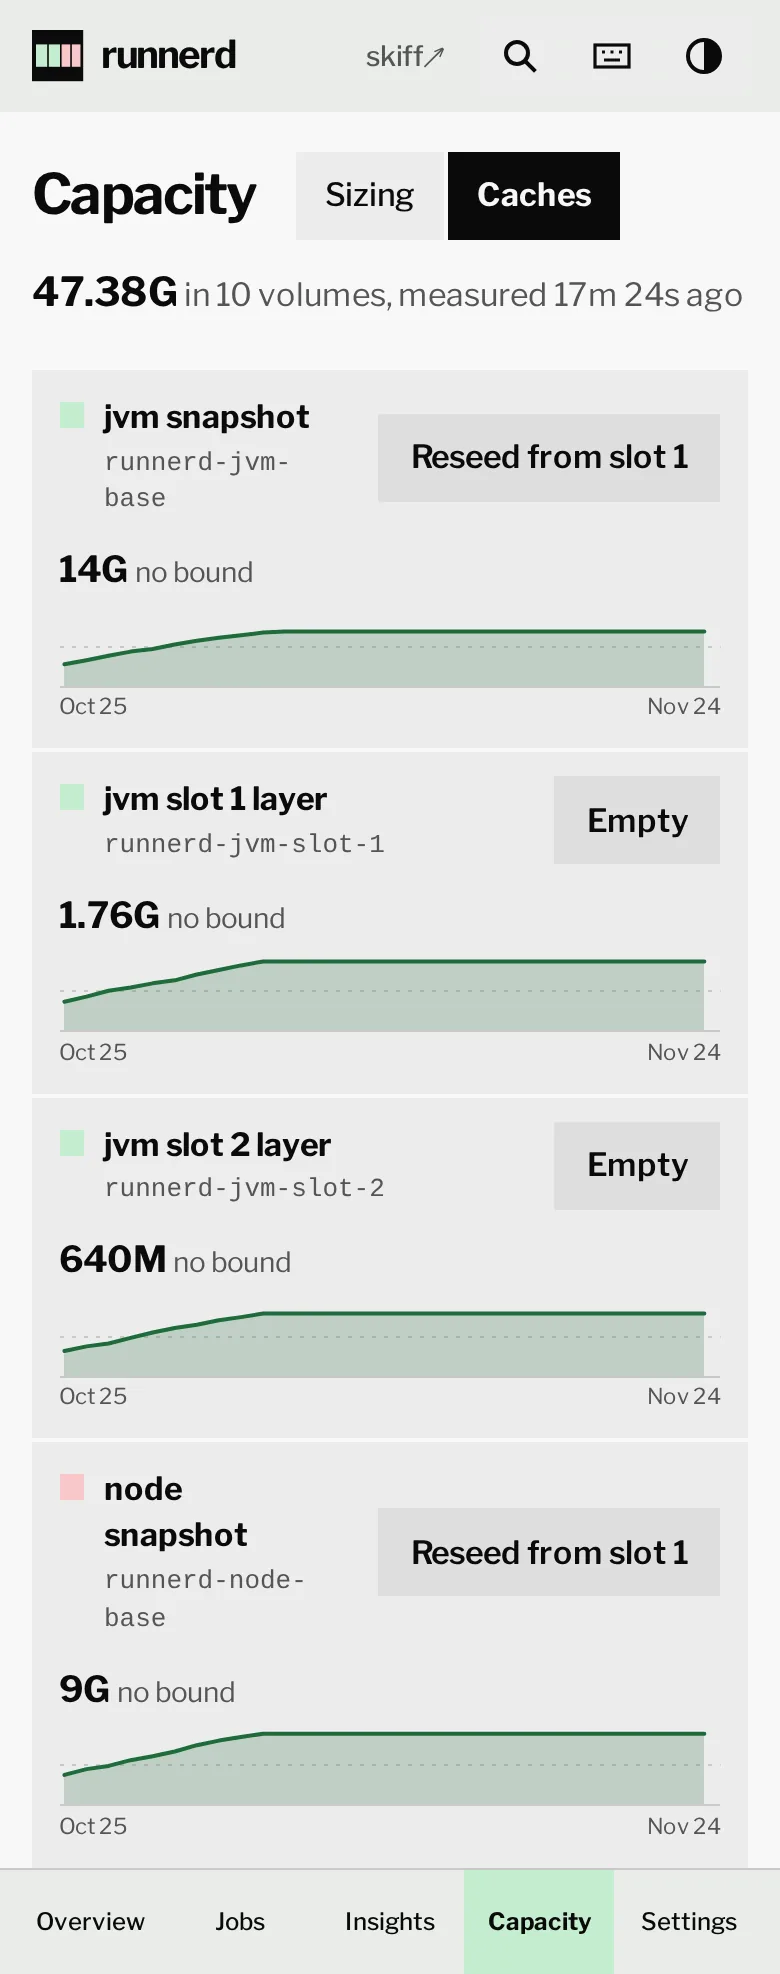 runnerd
skiff↗
Capacity
Sizing
Caches
47.38G in 10 volumes, measured 17m 24s ago
jvm snapshot
runnerd-jvm-
base
Reseed from slot 1
14G no bound
Oct 25
Nov 24
jvm slot 1 layer
runnerd-jvm-slot-1
Empty
1.76G no bound
Oct 25
Nov 24
jvm slot 2 layer
runnerd-jvm-slot-2
Empty
640M no bound
Oct 25
Nov 24
node
snapshot
runnerd-node-
base
Reseed from slot 1
9G no bound
Oct 25
Nov 24
Overview
Jobs
Insights
Capacity
Settings